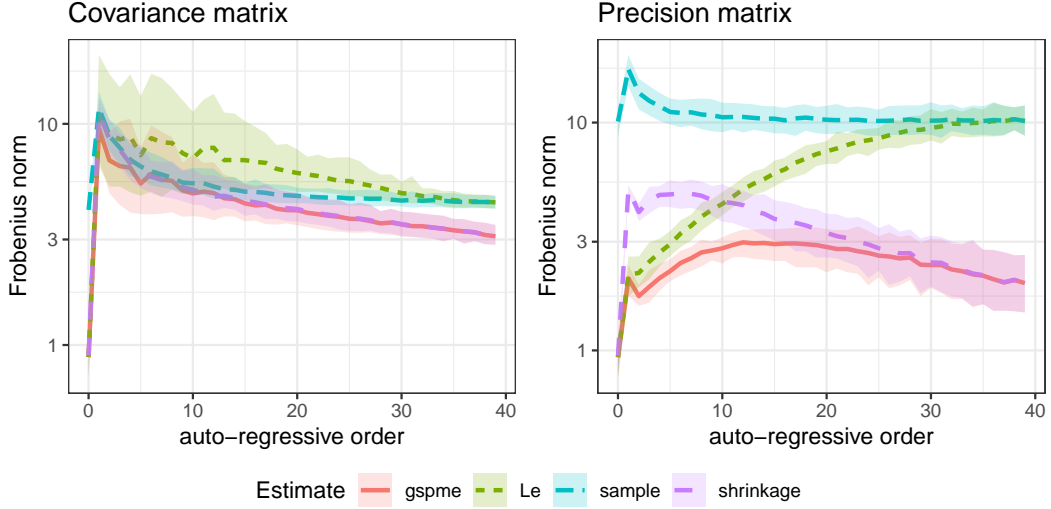 Covariance matrix
Precision matrix
Frobenius norm
10
3
1
0
10
20
30
40
auto−regressive order
Frobenius norm
10
3
1
0
10
20
30
40
auto−regressive order
Estimate gspme Le sample shrinkage